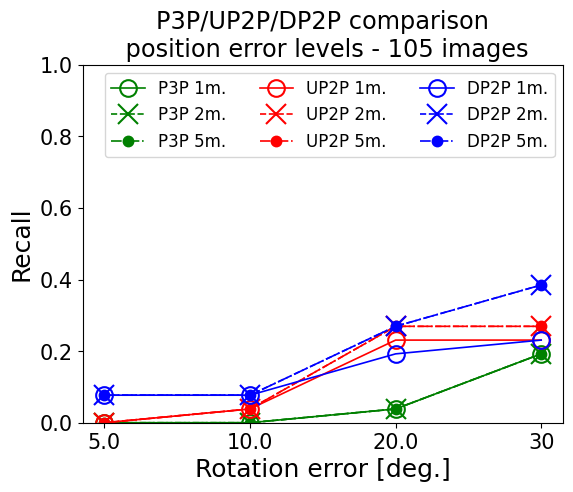 P3P/UP2P/DP2P comparison
position error levels - 105 images
P3P 1m. UP2P 1m. DP2P 1m.
P3P 2m. UP2P 2m. DP2P 2m.
P3P 5m. UP2P 5m. DP2P 5m.
1.0
0.8
0.6
0.4
0.2
0.0
Recall
5.0 10.0 20.0 30
Rotation error [deg.]